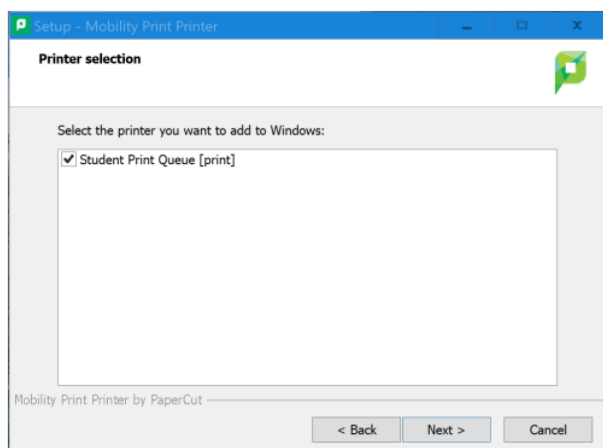 Setup - Mobility Print Printer
Printer selection
Select the printer you want to add to Windows:
Student Print Queue [print]
Mobility Print Printer by PaperCut
< Back
Next >
Cancel